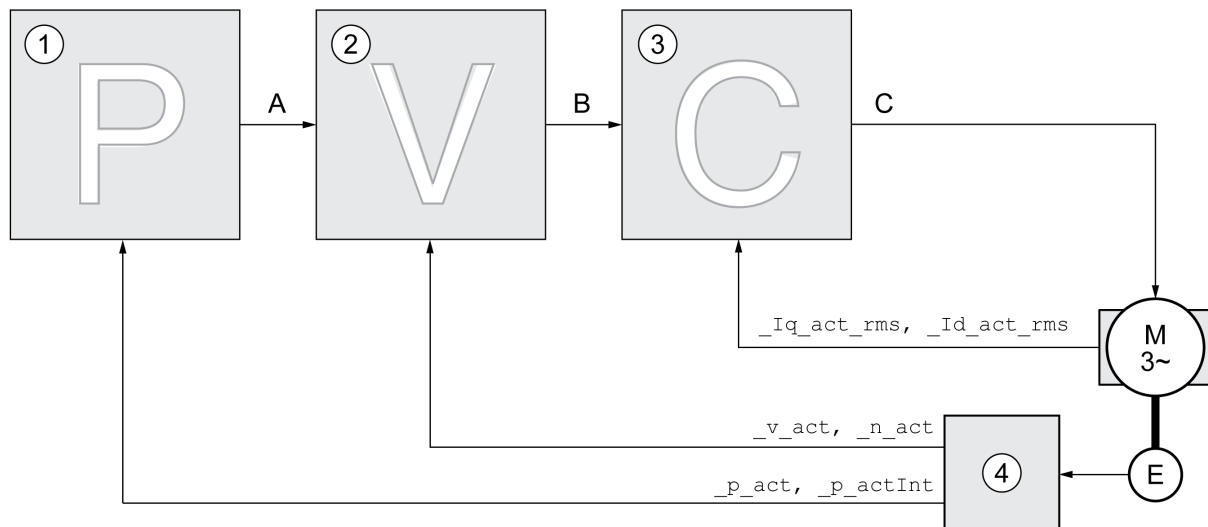 1 2 3
P A V B C C
_Iq_act_rms, _Id_act_rms
M
3~
_v_act, _n_act
_p_act, _p_actInt
4 E